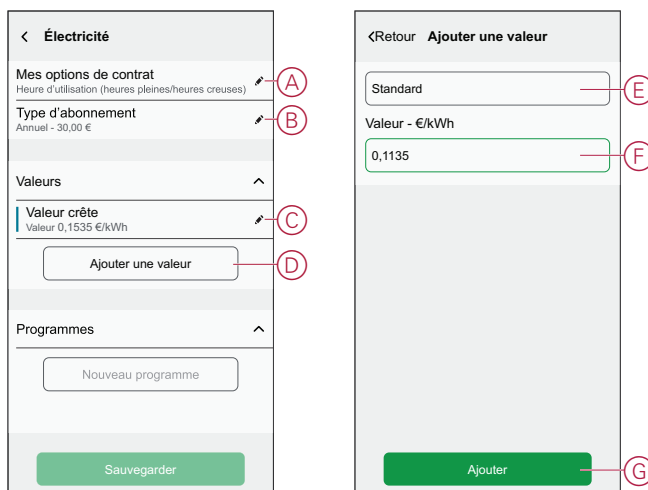 Électricité
Mes options de contrat
Heure d'utilisation (heures pleines/heures creuses)
A
Type d'abonnement
Annuel - 30,00 €
B
Valeurs
Valeur crête
Valeur 0,1535 €/kWh
C
Ajouter une valeur
D
Programmes
Nouveau programme
Sauvegarder
<Retour Ajouter une valeur
Standard
E
Valeur - €/kWh
0,1135
F
Ajouter
G